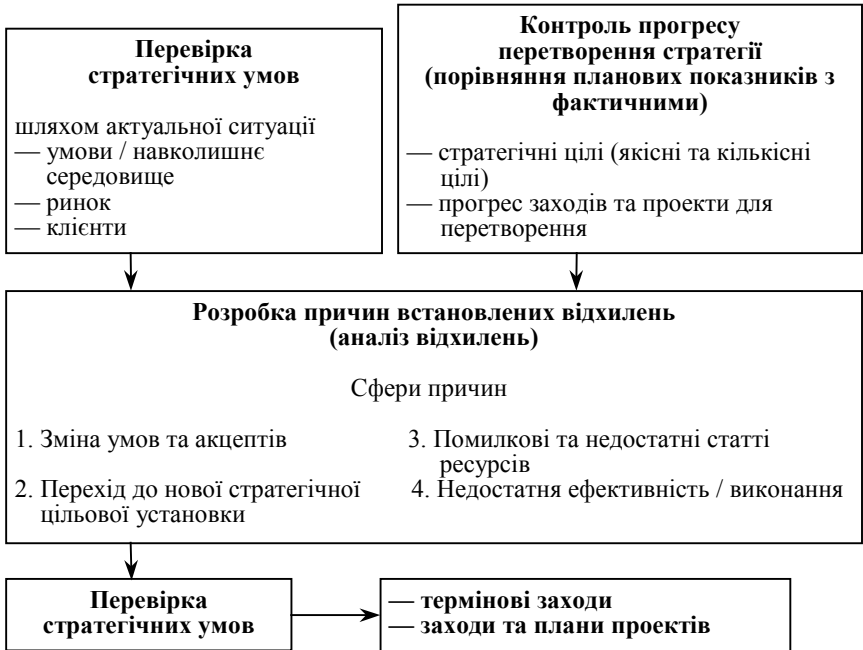 Перевірка
стратегічних умов
шляхом актуальної ситуації
— умови / навколишнє
середовище
— ринок
— клієнти
Контроль прогресу
перетворення стратегії
(порівняння планових показників з
фактичними)
— стратегічні цілі (якісні та кількісні
цілі)
— прогрес заходів та проекти для
перетворення
Розробка причин встановлених відхилень
(аналіз відхилень)
Сфери причин
1. Зміна умов та акцептів
2. Перехід до нової стратегічної
цільової установки
3. Помилкові та недостатні статті
ресурсів
4. Недостатня ефективність / виконання
Перевірка
стратегічних умов
— термінові заходи
— заходи та плани проектів